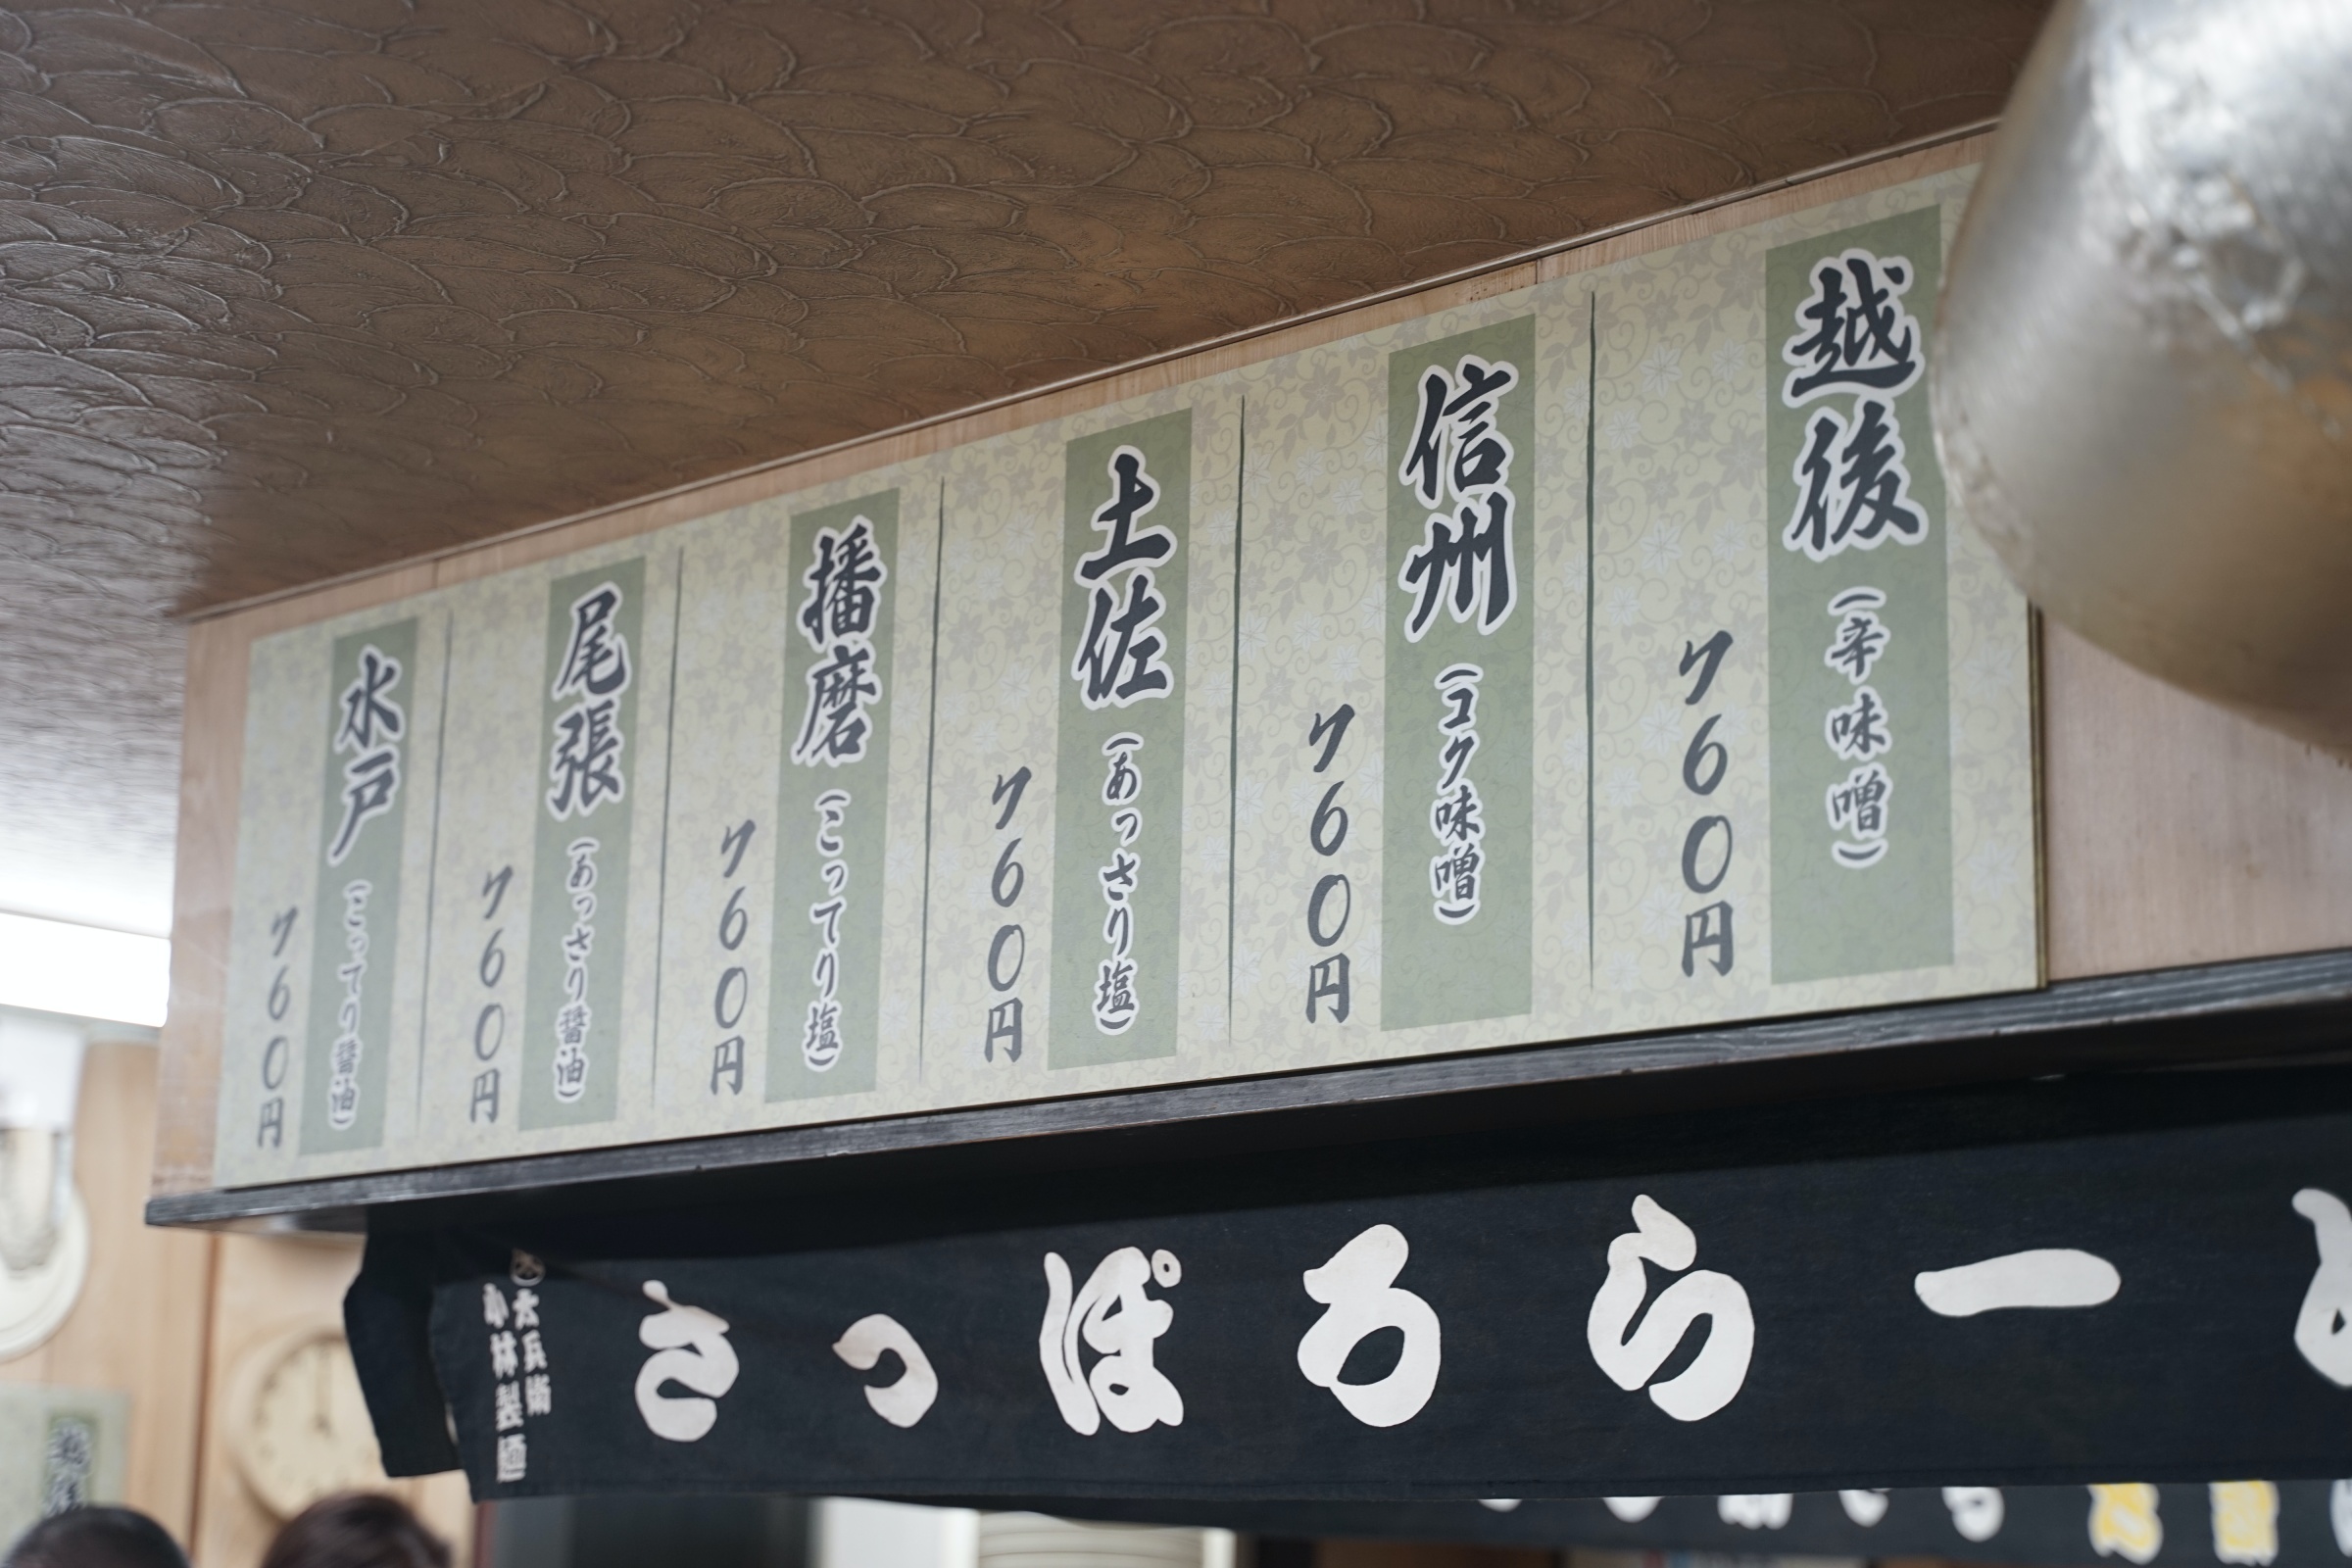 越後(辛味噌)
760円
信州(コク味噌)
760円
土佐(あっさり塩)
760円
播磨(こってり塩)
760円
尾張(あっさり醤油)
760円
水戸(こってり醤油)
760円
さっぽろらー
小林製麺